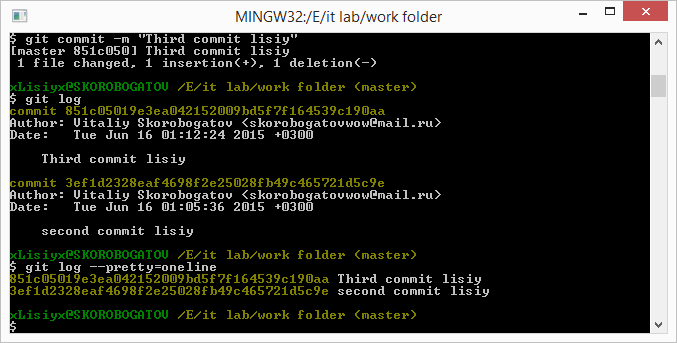 MINGW32:/E/it lab/work folder
$ git commit -m "Third commit lisiy"
[master 851c050] Third commit lisiy
 1 file changed, 1 insertion(+), 1 deletion(-)
xLisiyx@SKOROBOGATOV /E/it lab/work folder (master)
$ git log
commit 851c05019e3ea042152009bd5f7f164539c190aa
Author: Vitaliy Skorobogatov <skorobogatovwow@mail.ru>
Date:   Tue Jun 16 01:12:24 2015 +0300
    Third commit lisiy
commit 3ef1d2328eaf4698f2e25028fb49c465721d5c9e
Author: Vitaliy Skorobogatov <skorobogatovwow@mail.ru>
Date:   Tue Jun 16 01:05:36 2015 +0300
    second commit lisiy
xLisiyx@SKOROBOGATOV /E/it lab/work folder (master)
$ git log --pretty=oneline
851c05019e3ea042152009bd5f7f164539c190aa Third commit lisiy
3ef1d2328eaf4698f2e25028fb49c465721d5c9e second commit lisiy
xLisiyx@SKOROBOGATOV /E/it lab/work folder (master)
$